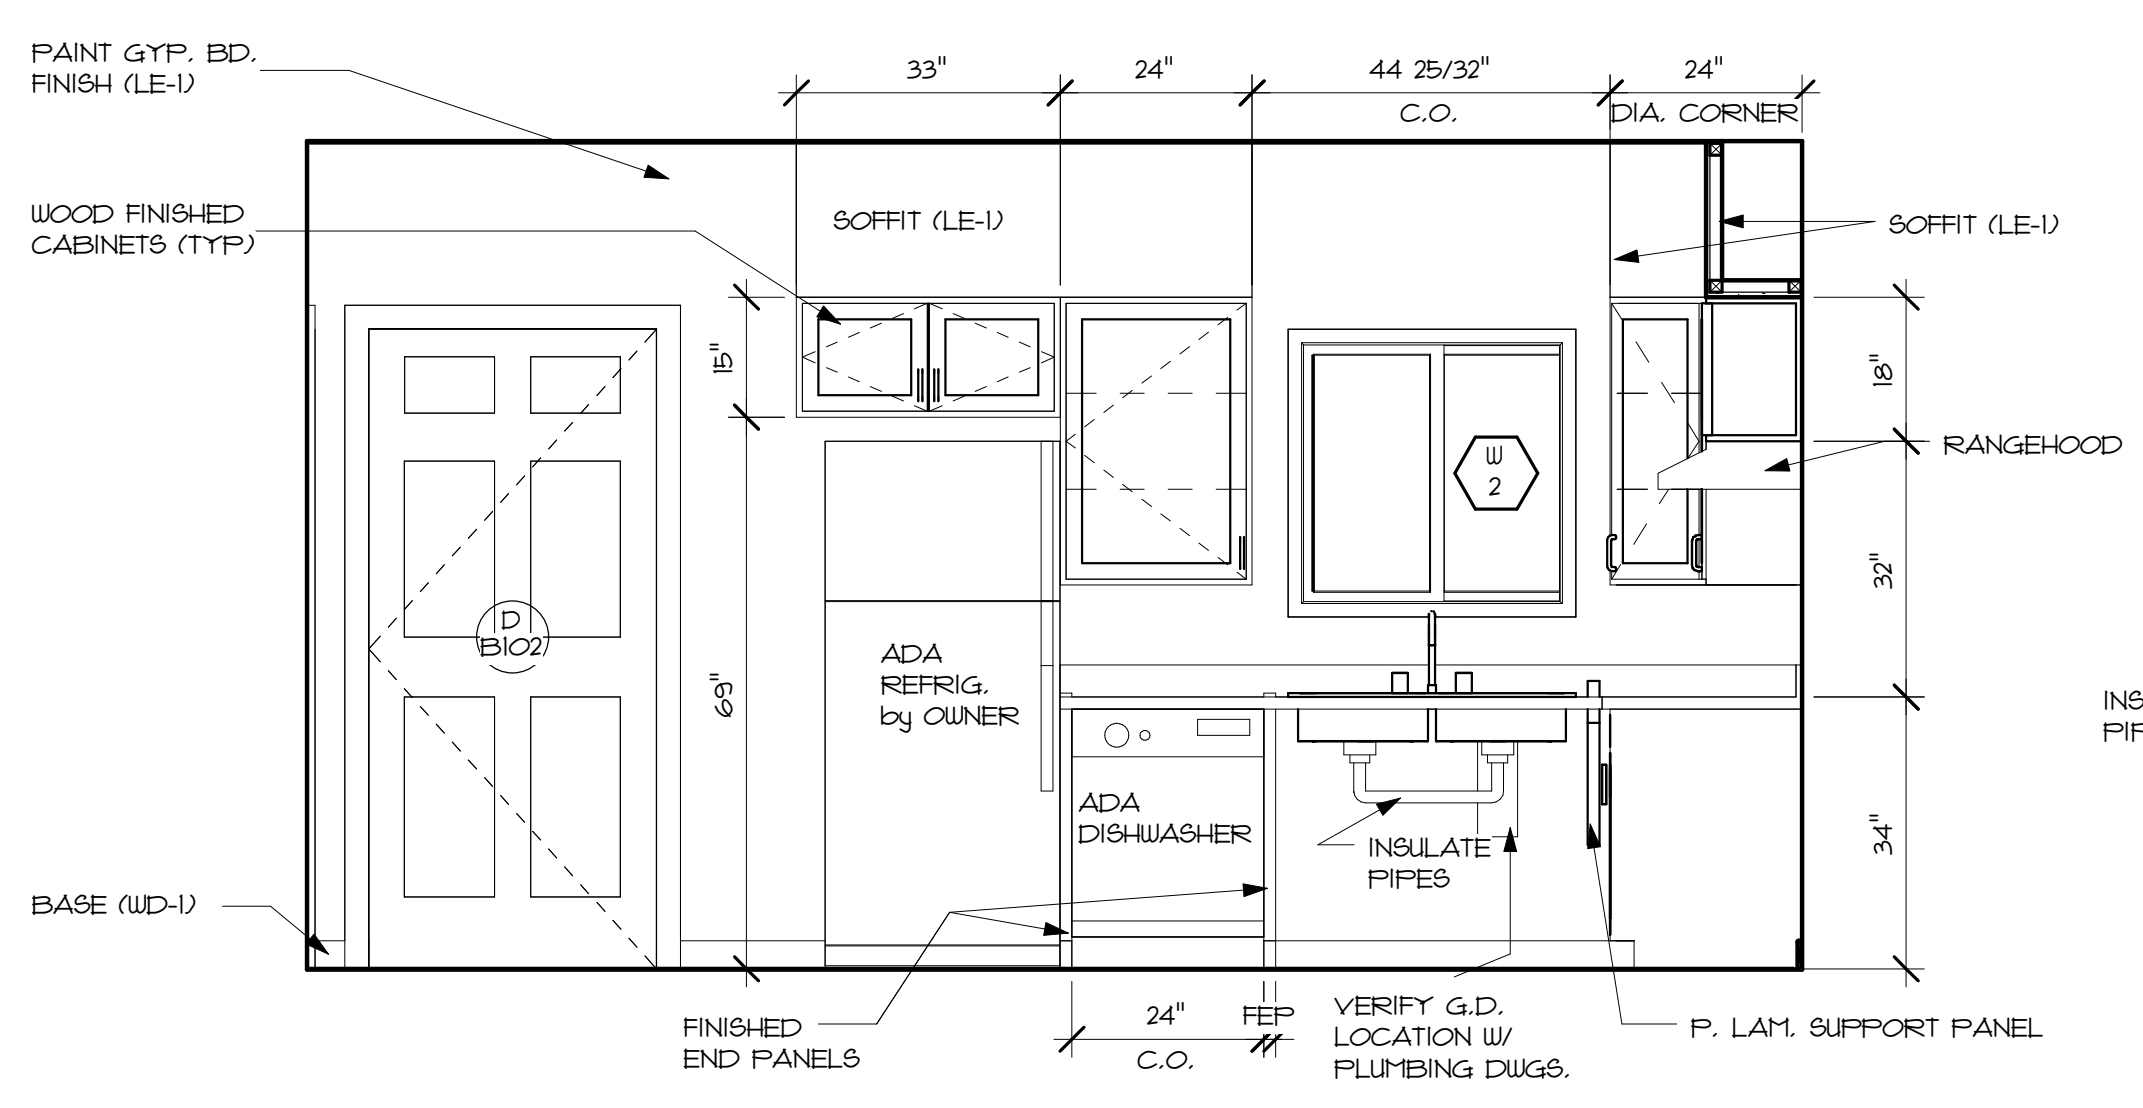 PAINT GYP. BD.
FINISH (LE-1)
33"
24"
44 25/32"
24"
C.O.
DIA. CORNER
WOOD FINISHED
CABINETS (TYP)
SOFFIT (LE-1)
SOFFIT (LE-1)
15"
18"
RANGEHOOD
W
2
32"
D
B102
69"
ADA
REFRIG.
by OWNER
INS
PIP
ADA
DISHWASHER
INSULATE
PIPES
34"
BASE (WD-1)
FINISHED
END PANELS
24"
FEP
C.O.
VERIFY G.D.
LOCATION W/
PLUMBING DWGS.
P. LAM. SUPPORT PANEL